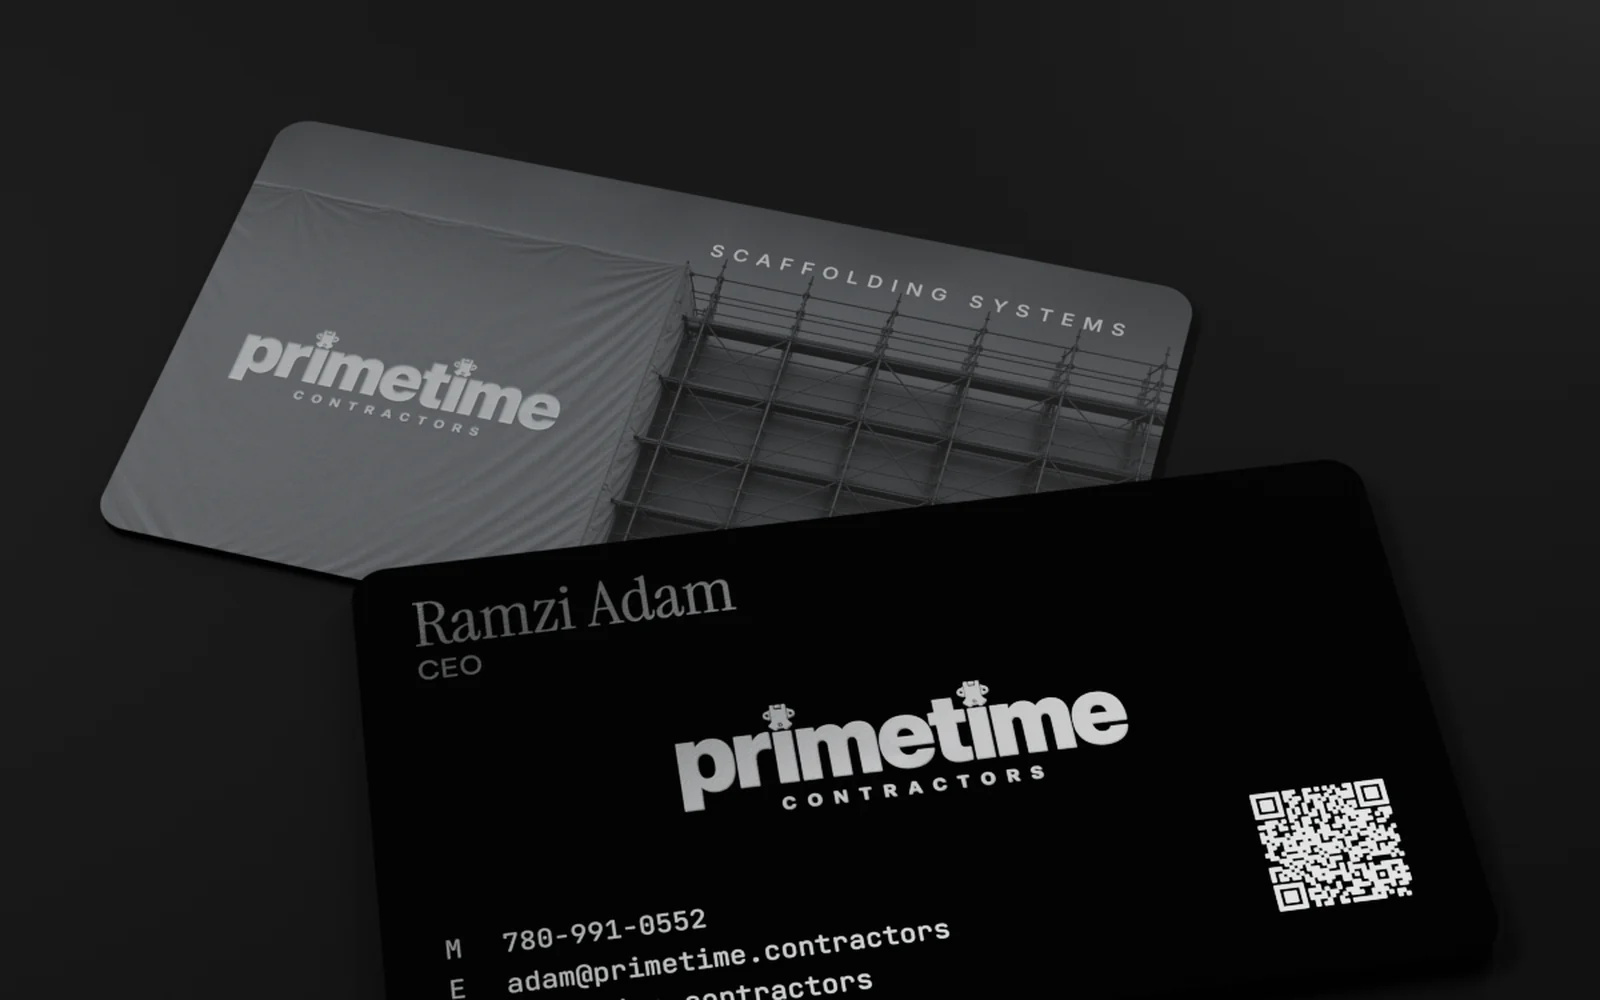 SCAFFOLDING SYSTEMS
primetime
CONTRACTORS
Ramzi Adam
CEO
primetime
CONTRACTORS
M 780-991-0552
E adam@primetime.contractors